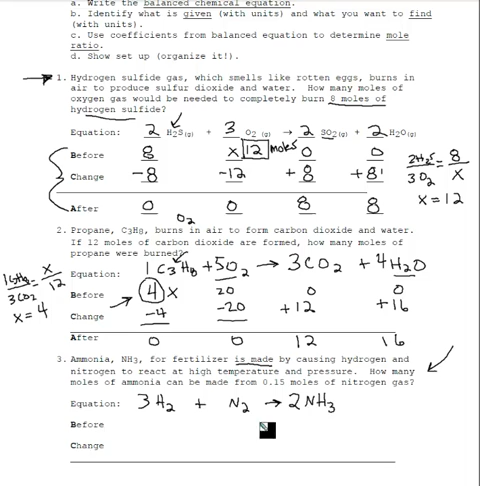 a. Write the balanced chemical equation.
b. Identify what is given (with units) and what you want to find
(with units).
c. Use coefficients from balanced equation to determine mole
ratio.
d. Show set up (organize it!).
1. Hydrogen sulfide gas, which smells like rotten eggs, burns in
air to produce sulfur dioxide and water. How many moles of
oxygen gas would be needed to completely burn 8 moles of
hydrogen sulfide?
Equation: 2 H₂S(g) + 3 O₂ (g) → 2 SO₂(g) + 2 H₂O(g)
Before 8 x 12 moles 0 0
Change -8 -12 +8 +8
After 0 0 8 8
2H₂S/3O₂ = 8/x
x = 12
O₂
2. Propane, C₃H₈, burns in air to form carbon dioxide and water.
If 12 moles of carbon dioxide are formed, how many moles of
propane were burned?
Equation: 1 C₃H₈ + 5O₂ → 3CO₂ + 4H₂O
Before 4 x 20 0 0
Change -4 -20 +12 +16
After 0 0 12 16
1C₃H₈/3CO₂ = x/12
x = 4
3. Ammonia, NH₃, for fertilizer is made by causing hydrogen and
nitrogen to react at high temperature and pressure. How many
moles of ammonia can be made from 0.15 moles of nitrogen gas?
Equation: 3H₂ + N₂ → 2NH₃
Before
Change